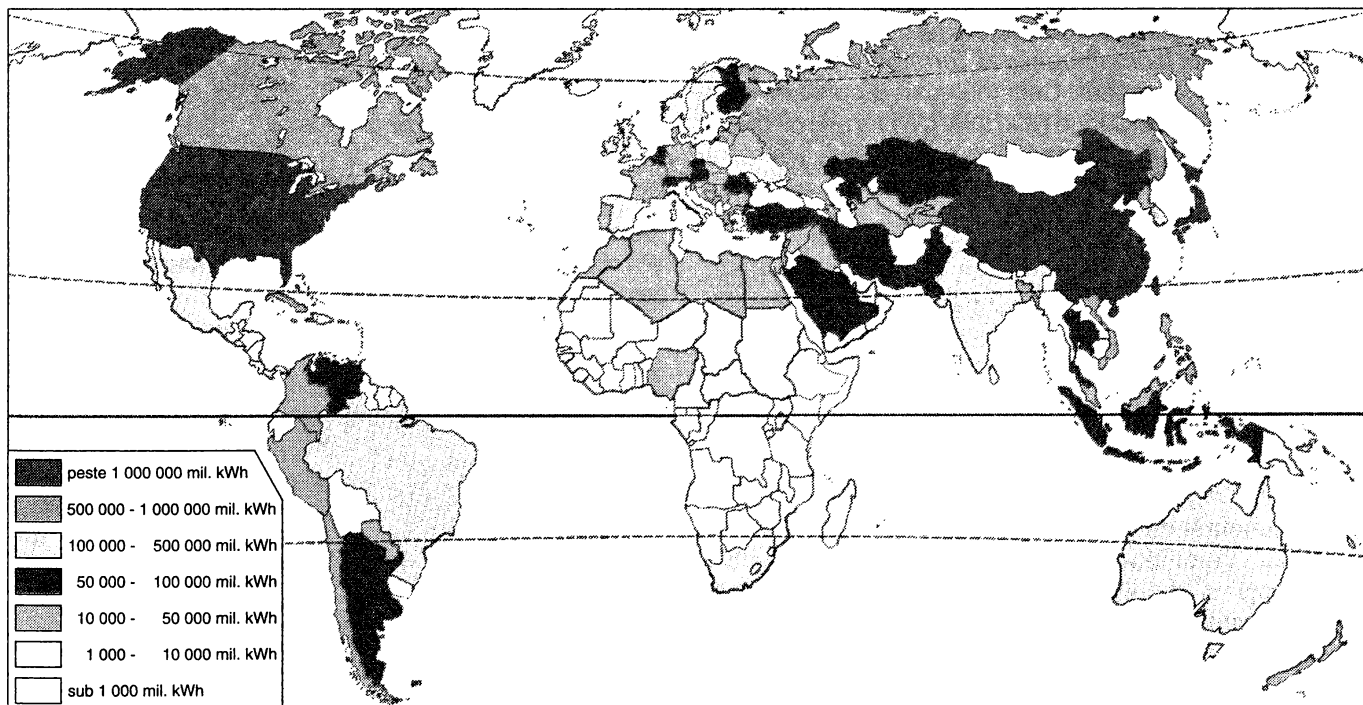 peste 1 000 000 mil. kWh
500 000 - 1 000 000 mil. kWh
100 000 - 500 000 mil. kWh
50 000 - 100 000 mil. kWh
10 000 - 50 000 mil. kWh
1 000 - 10 000 mil. kWh
sub 1 000 mil. kWh